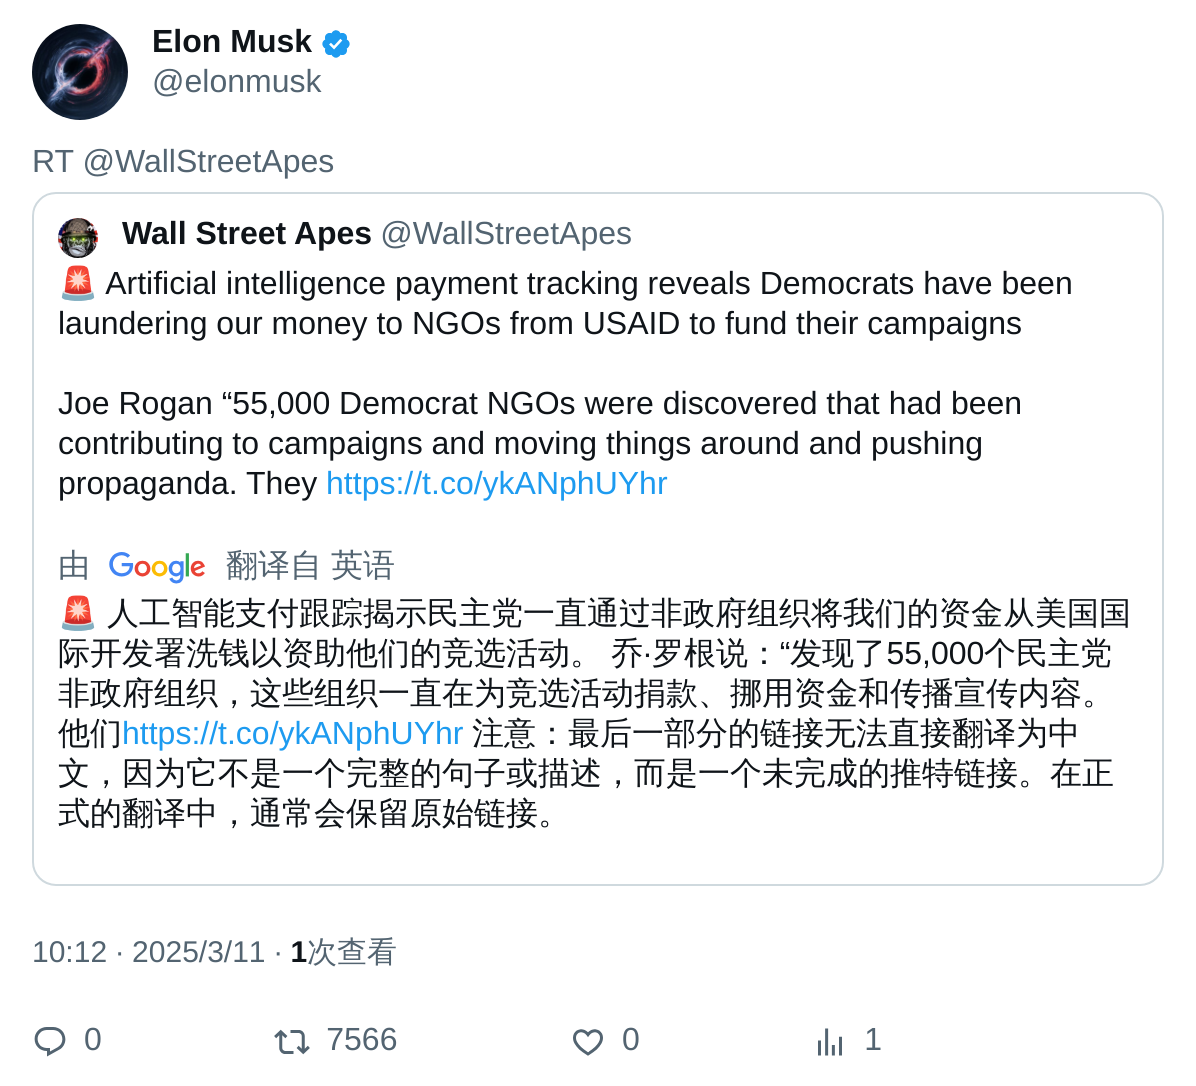 Elon Musk
@elonmusk
RT @WallStreetApes
Wall Street Apes @WallStreetApes
🚨 Artificial intelligence payment tracking reveals Democrats have been
laundering our money to NGOs from USAID to fund their campaigns
Joe Rogan “55,000 Democrat NGOs were discovered that had been
contributing to campaigns and moving things around and pushing
propaganda. They https://t.co/ykANphUYhr
由 Google 翻译自 英语
🚨 人工智能支付跟踪揭示民主党一直通过非政府组织将我们的资金从美国国
际开发署洗钱以资助他们的竞选活动。 乔·罗根说：“发现了55,000个民主党
非政府组织，这些组织一直在为竞选活动捐款、挪用资金和传播宣传内容。
他们https://t.co/ykANphUYhr 注意：最后一部分的链接无法直接翻译为中
文，因为它不是一个完整的句子或描述，而是一个未完成的推特链接。在正
式的翻译中，通常会保留原始链接。
10:12 · 2025/3/11 · 1次查看
0 7566 0 1